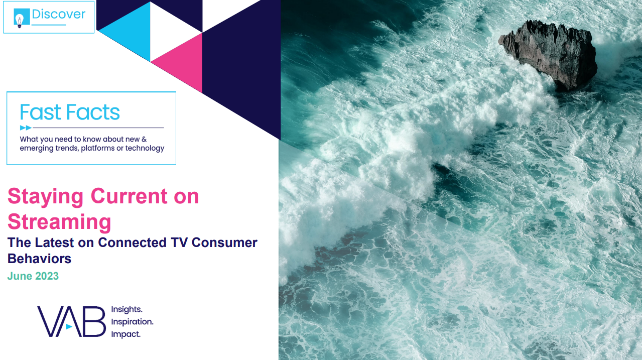 Discover
Fast Facts
What you need to know about new &
emerging trends, platforms or technology
Staying Current on
Streaming
The Latest on Connected TV Consumer
Behaviors
June 2023
VAB
Insights.
Inspiration.
Impact.